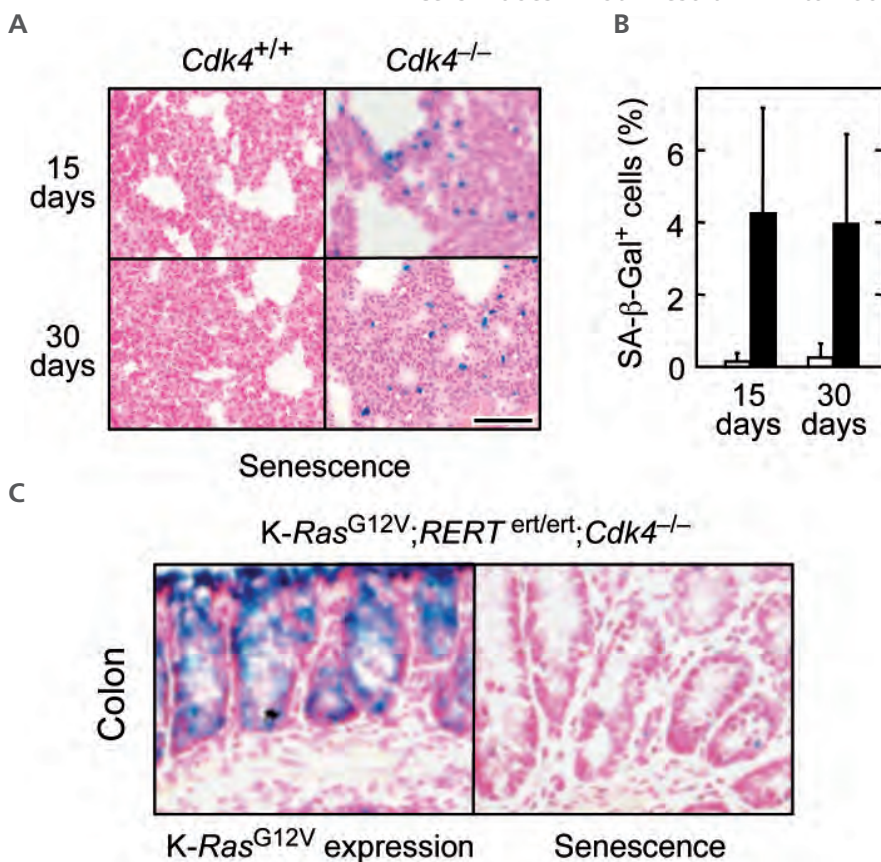 A
B
Cdk4+/+
Cdk4–/–
15
days
30
days
Senescence
SA-β-Gal+ cells (%)
6
4
2
0
15
days
30
days
C
K-RasG12V;RERT ert/ert;Cdk4–/–
Colon
K-RasG12V expression
Senescence